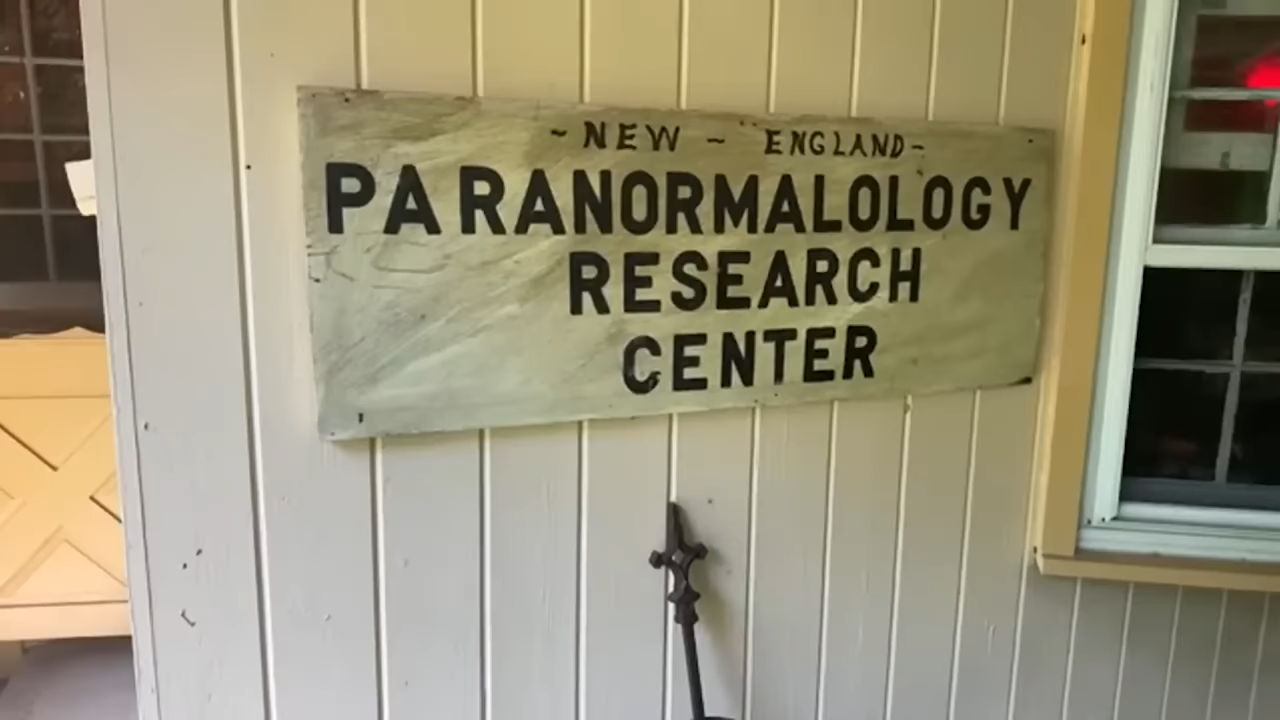 ~ NEW ~ ENGLAND-
PARANORMALOLOGY
RESEARCH
CENTER